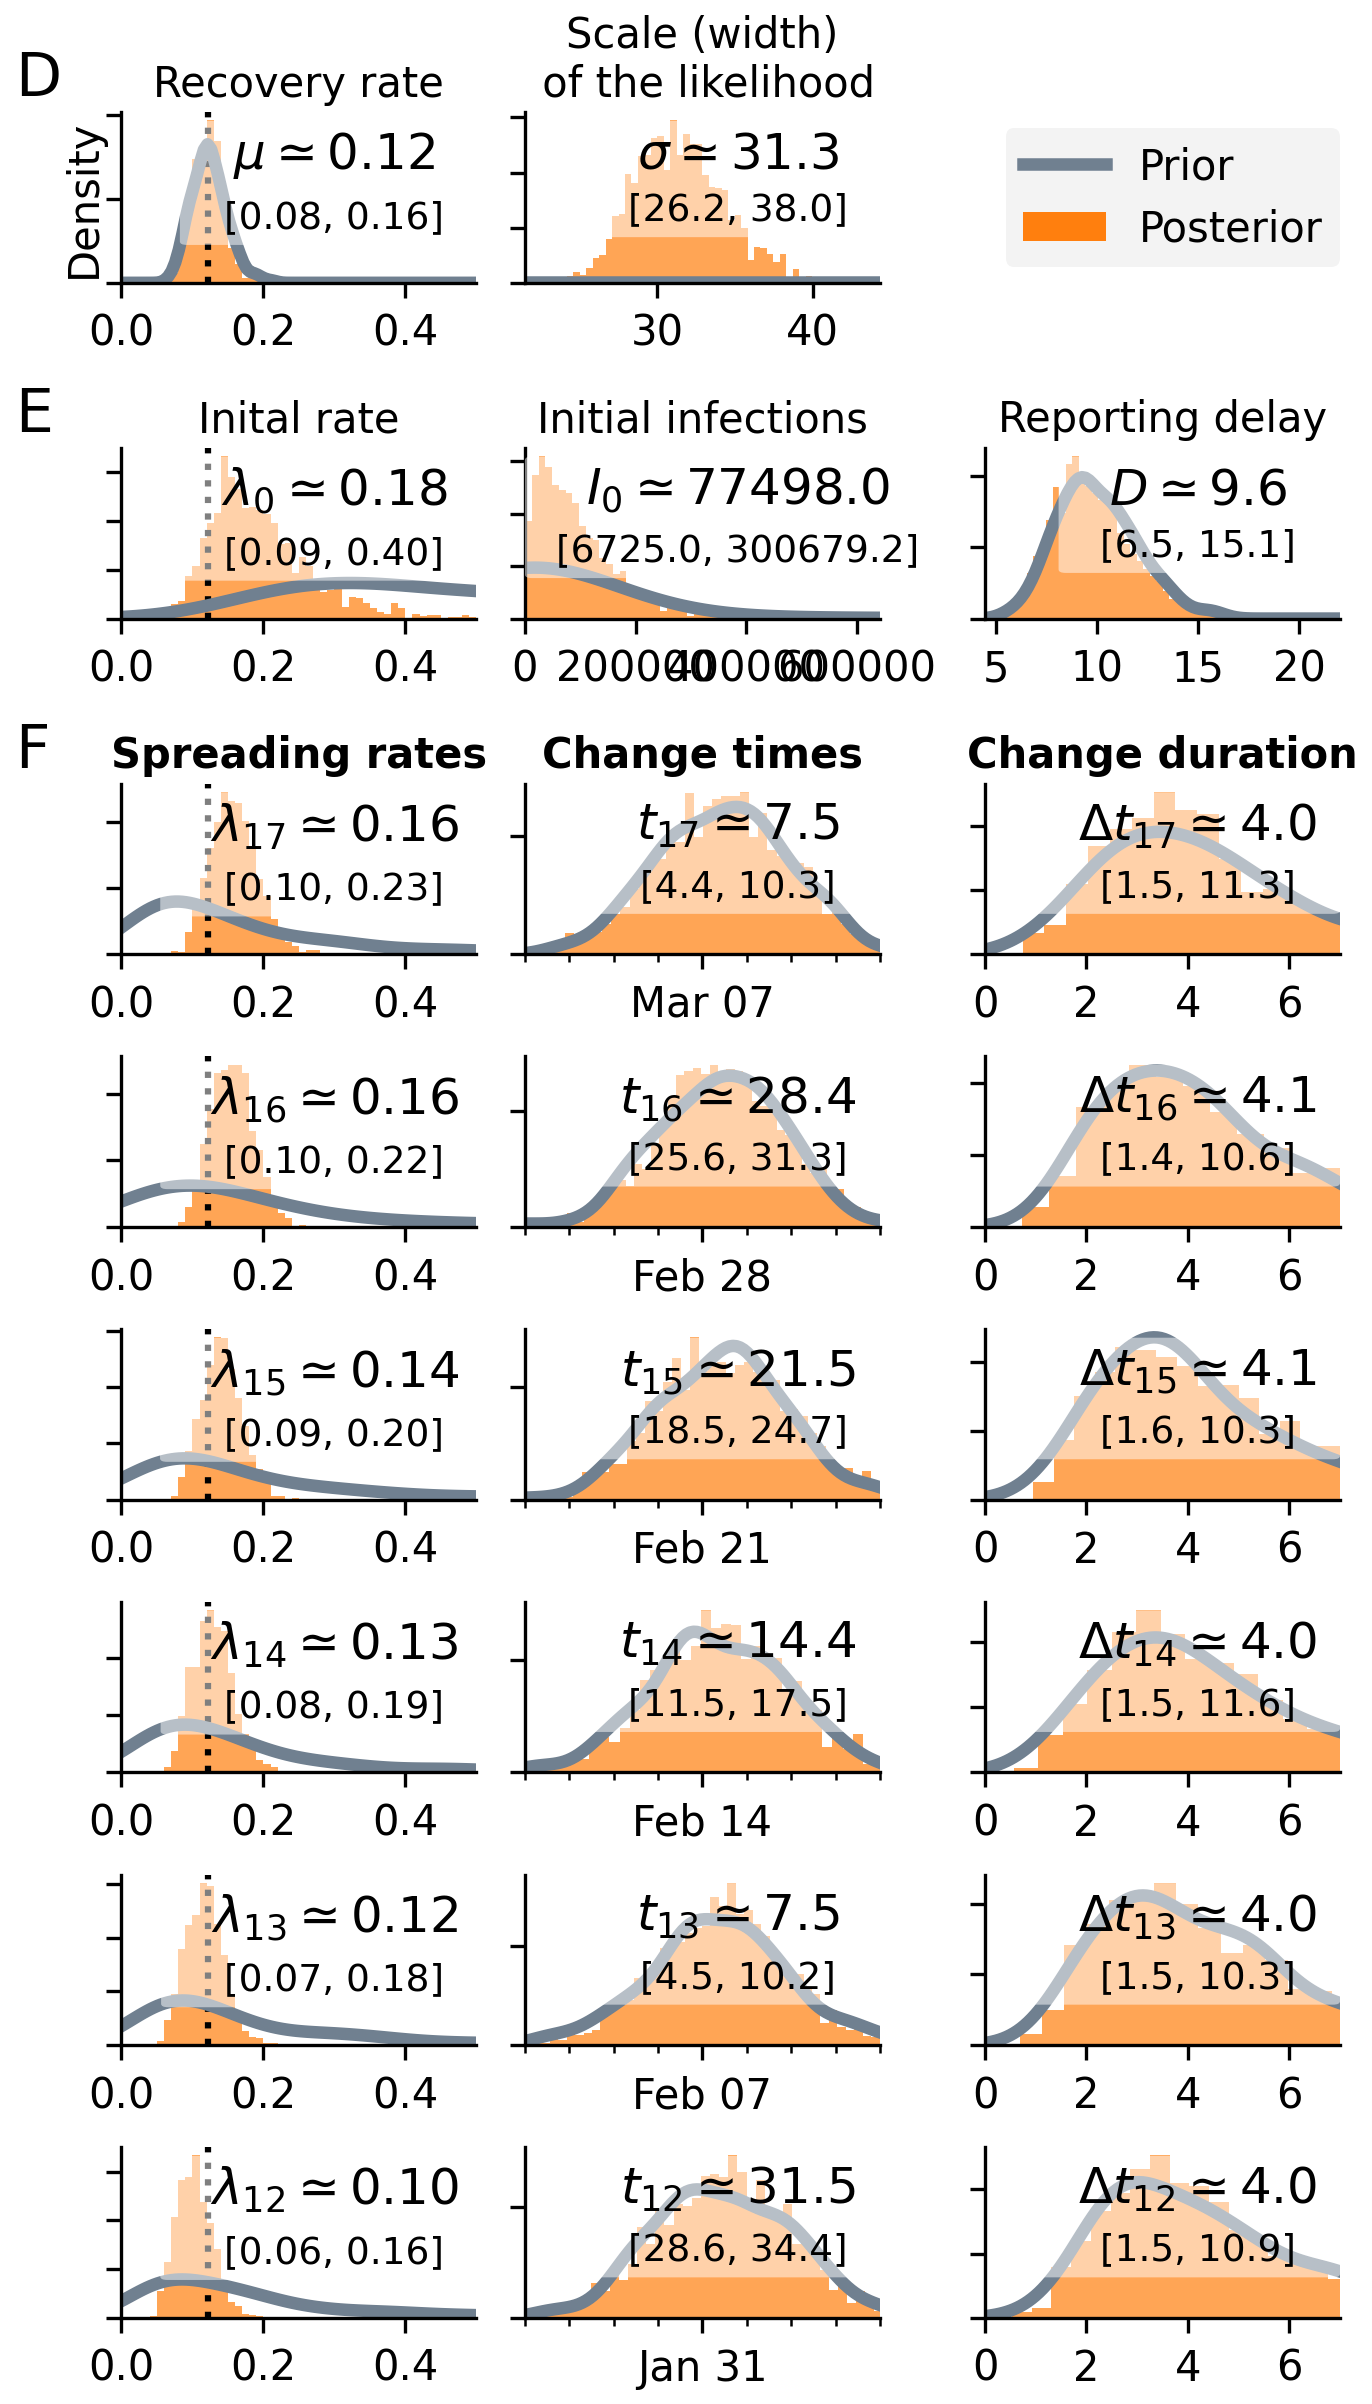 D
Recovery rate
Scale (width)
of the likelihood
Density
μ ≃ 0.12
[0.08, 0.16]
0.0 0.2 0.4
σ ≃ 31.3
[26.2, 38.0]
30 40
Prior
Posterior
E
Inital rate
Initial infections
Reporting delay
λ₀ ≃ 0.18
[0.09, 0.40]
0.0 0.2 0.4
I₀ ≃ 77498.0
[6725.0, 300679.2]
0 200000 400000 600000
D ≃ 9.6
[6.5, 15.1]
5 10 15 20
F
Spreading rates
Change times
Change duration
λ₁₇ ≃ 0.16
[0.10, 0.23]
0.0 0.2 0.4
t₁₇ ≃ 7.5
[4.4, 10.3]
Mar 07
Δt₁₇ ≃ 4.0
[1.5, 11.3]
0 2 4 6
λ₁₆ ≃ 0.16
[0.10, 0.22]
0.0 0.2 0.4
t₁₆ ≃ 28.4
[25.6, 31.3]
Feb 28
Δt₁₆ ≃ 4.1
[1.4, 10.6]
0 2 4 6
λ₁₅ ≃ 0.14
[0.09, 0.20]
0.0 0.2 0.4
t₁₅ ≃ 21.5
[18.5, 24.7]
Feb 21
Δt₁₅ ≃ 4.1
[1.6, 10.3]
0 2 4 6
λ₁₄ ≃ 0.13
[0.08, 0.19]
0.0 0.2 0.4
t₁₄ ≃ 14.4
[11.5, 17.5]
Feb 14
Δt₁₄ ≃ 4.0
[1.5, 11.6]
0 2 4 6
λ₁₃ ≃ 0.12
[0.07, 0.18]
0.0 0.2 0.4
t₁₃ ≃ 7.5
[4.5, 10.2]
Feb 07
Δt₁₃ ≃ 4.0
[1.5, 10.3]
0 2 4 6
λ₁₂ ≃ 0.10
[0.06, 0.16]
0.0 0.2 0.4
t₁₂ ≃ 31.5
[28.6, 34.4]
Jan 31
Δt₁₂ ≃ 4.0
[1.5, 10.9]
0 2 4 6